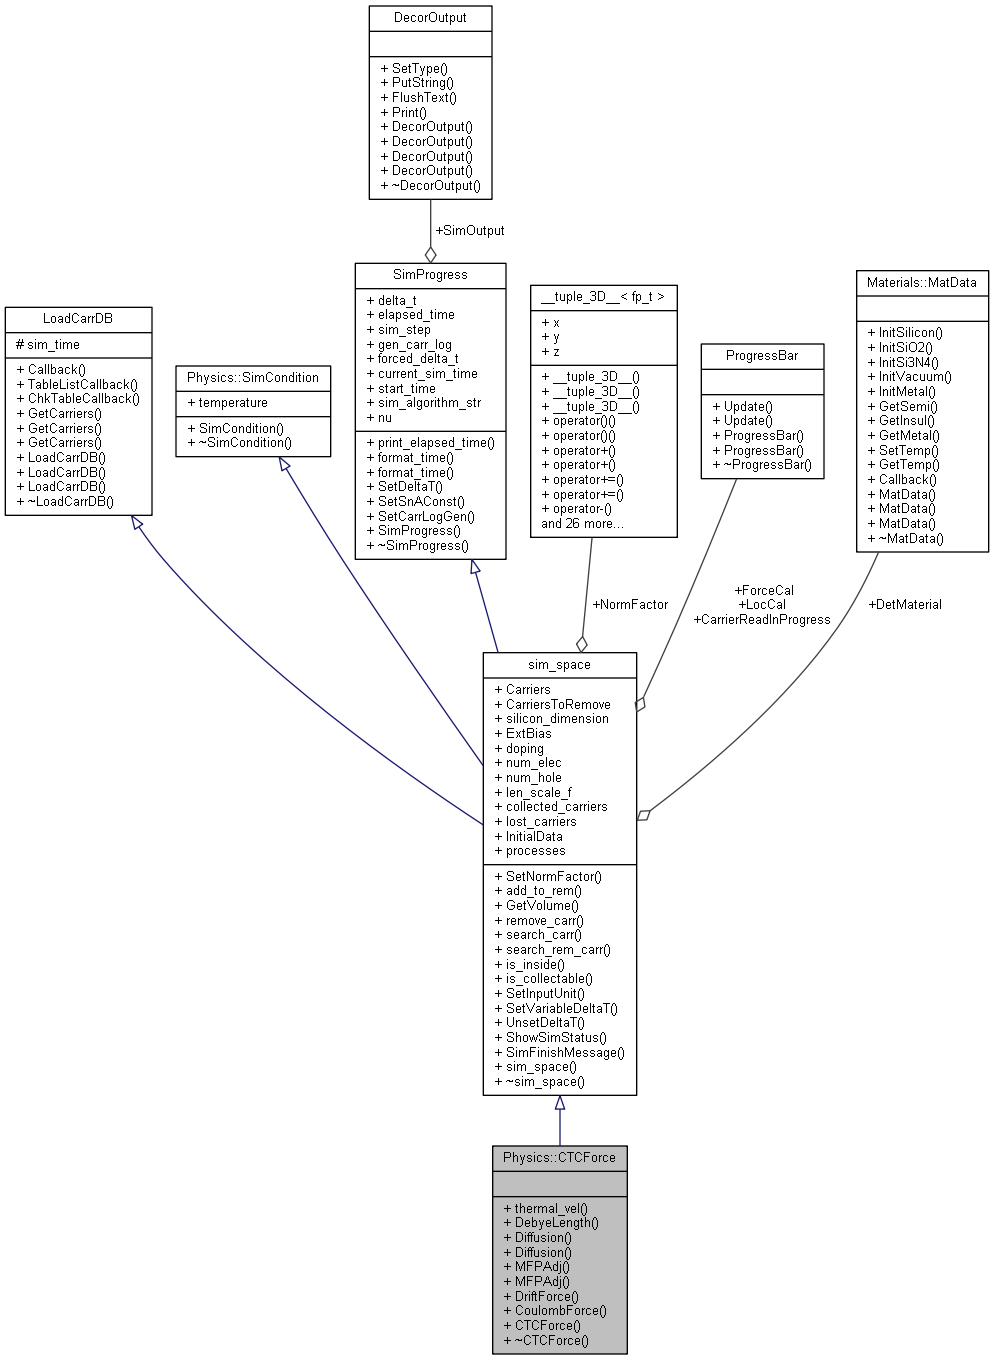 DecorOutput
+ SetType()
+ PutString()
+ FlushText()
+ Print()
+ DecorOutput()
+ DecorOutput()
+ DecorOutput()
+ DecorOutput()
+ ~DecorOutput()
+SimOutput
SimProgress
+ delta_t
+ elapsed_time
+ sim_step
+ gen_carr_log
+ forced_delta_t
+ current_sim_time
+ start_time
+ sim_algorithm_str
+ nu
+ print_elapsed_time()
+ format_time()
+ format_time()
+ SetDeltaT()
+ SetSnAConst()
+ SetCarrLogGen()
+ SimProgress()
+ ~SimProgress()
LoadCarrDB
# sim_time
+ Callback()
+ TableListCallback()
+ ChkTableCallback()
+ GetCarriers()
+ GetCarriers()
+ GetCarriers()
+ LoadCarrDB()
+ LoadCarrDB()
+ LoadCarrDB()
+ ~LoadCarrDB()
Physics::SimCondition
+ temperature
+ SimCondition()
+ ~SimCondition()
__tuple_3D__< fp_t >
+ x
+ y
+ z
+ __tuple_3D__()
+ __tuple_3D__()
+ __tuple_3D__()
+ operator()()
+ operator()()
+ operator+()
+ operator+()
+ operator+=()
+ operator+=()
+ operator-()
and 26 more...
+NormFactor
ProgressBar
+ Update()
+ Update()
+ ProgressBar()
+ ProgressBar()
+ ~ProgressBar()
+ForceCal
+LocCal
+CarrierReadInProgress
Materials::MatData
+ InitSilicon()
+ InitSiO2()
+ InitSi3N4()
+ InitVacuum()
+ InitMetal()
+ GetSemi()
+ GetInsul()
+ GetMetal()
+ SetTemp()
+ GetTemp()
+ Callback()
+ MatData()
+ MatData()
+ MatData()
+ ~MatData()
+DetMaterial
sim_space
+ Carriers
+ CarriersToRemove
+ silicon_dimension
+ ExtBias
+ doping
+ num_elec
+ num_hole
+ len_scale_f
+ collected_carriers
+ lost_carriers
+ InitialData
+ processes
+ SetNormFactor()
+ add_to_rem()
+ GetVolume()
+ remove_carr()
+ search_carr()
+ search_rem_carr()
+ is_inside()
+ is_collectable()
+ SetInputUnit()
+ SetVariableDeltaT()
+ UnsetDeltaT()
+ ShowSimStatus()
+ SimFinishMessage()
+ sim_space()
+ ~sim_space()
Physics::CTCForce
+ thermal_vel()
+ DebyeLength()
+ Diffusion()
+ Diffusion()
+ MFPAdj()
+ MFPAdj()
+ DriftForce()
+ CoulombForce()
+ CTCForce()
+ ~CTCForce()